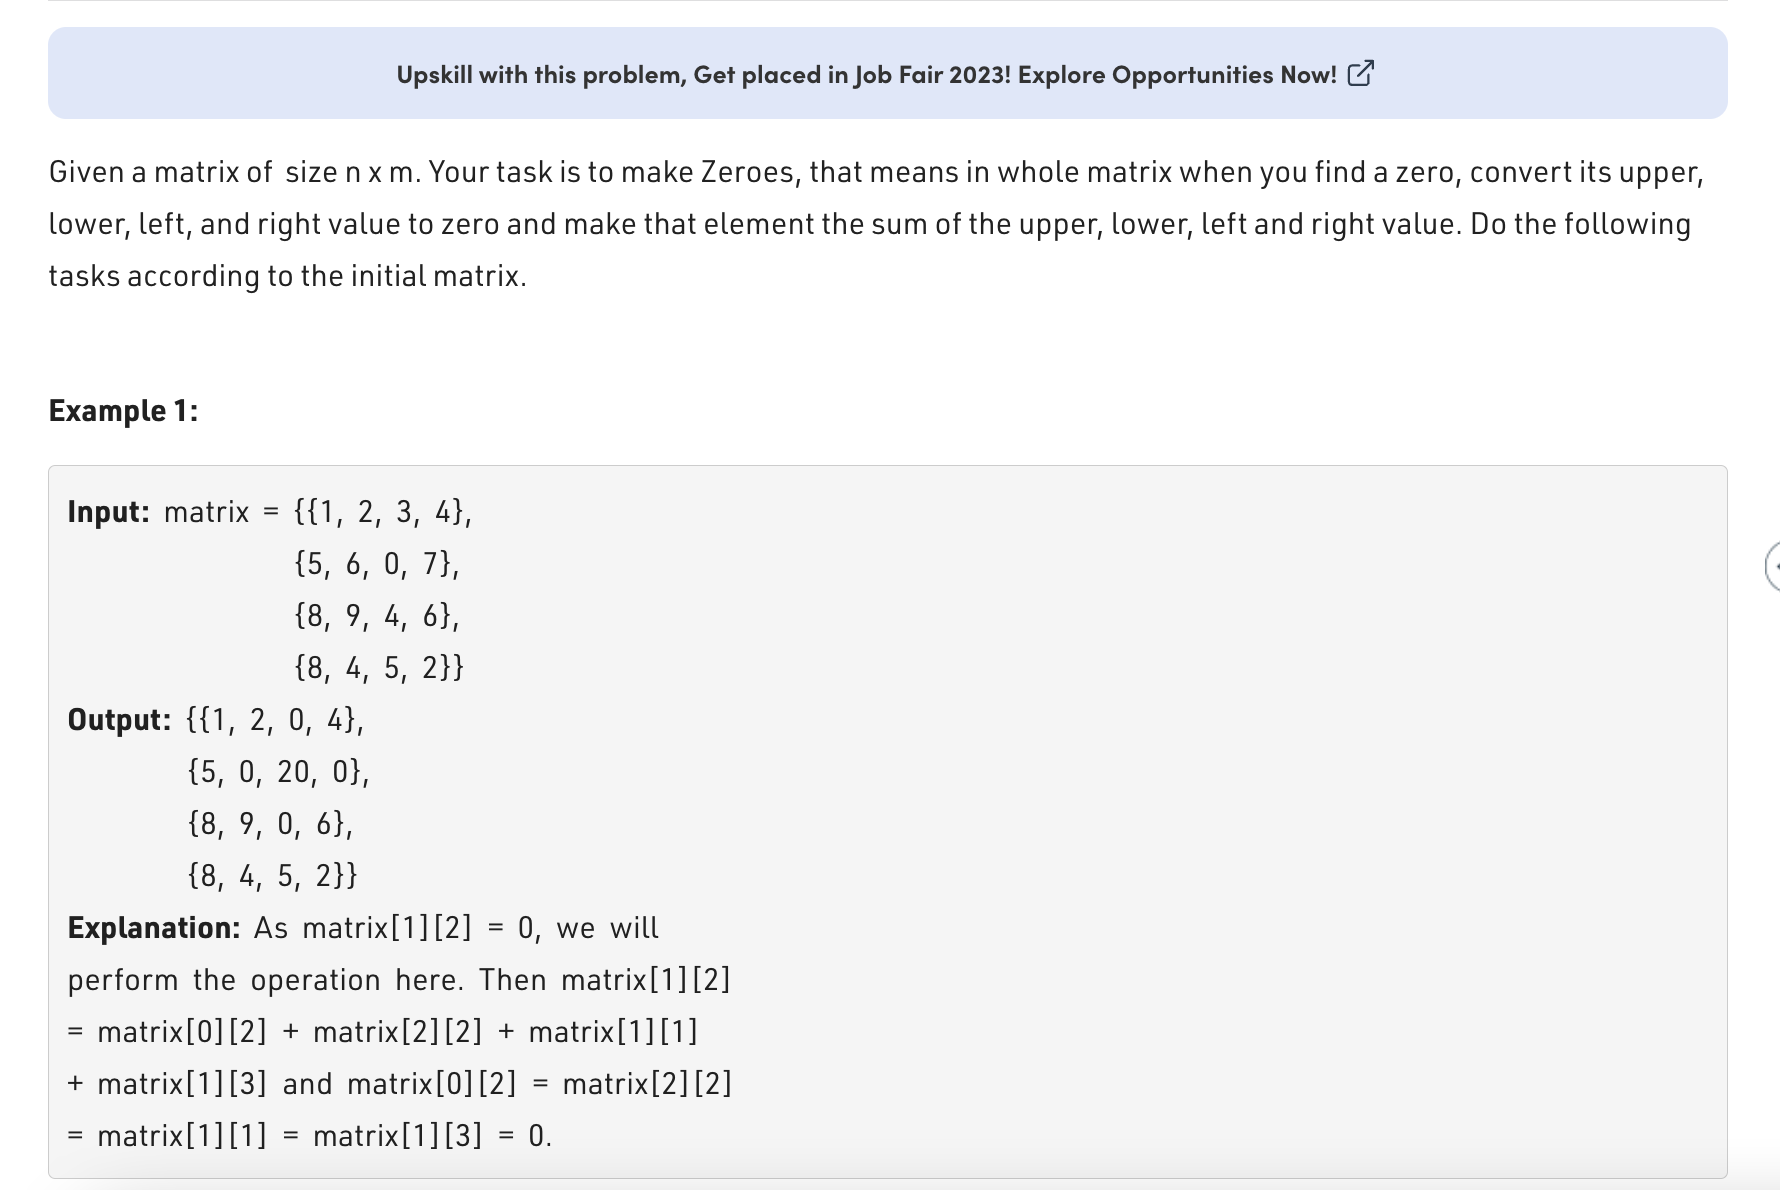 Upskill with this problem, Get placed in Job Fair 2023! Explore Opportunities Now!
Given a matrix of size n x m. Your task is to make Zeroes, that means in whole matrix when you find a zero, convert its upper,
lower, left, and right value to zero and make that element the sum of the upper, lower, left and right value. Do the following
tasks according to the initial matrix.
Example 1:
Input: matrix = {{1, 2, 3, 4},
{5, 6, 0, 7},
{8, 9, 4, 6},
{8, 4, 5, 2}}
Output: {{1, 2, 0, 4},
{5, 0, 20, 0},
{8, 9, 0, 6},
{8, 4, 5, 2}}
Explanation: As matrix[1][2] = 0, we will
perform the operation here. Then matrix[1][2]
= matrix[0][2] + matrix[2][2] + matrix[1][1]
+ matrix[1][3] and matrix[0][2] = matrix[2][2]
= matrix[1][1] = matrix[1][3] = 0.